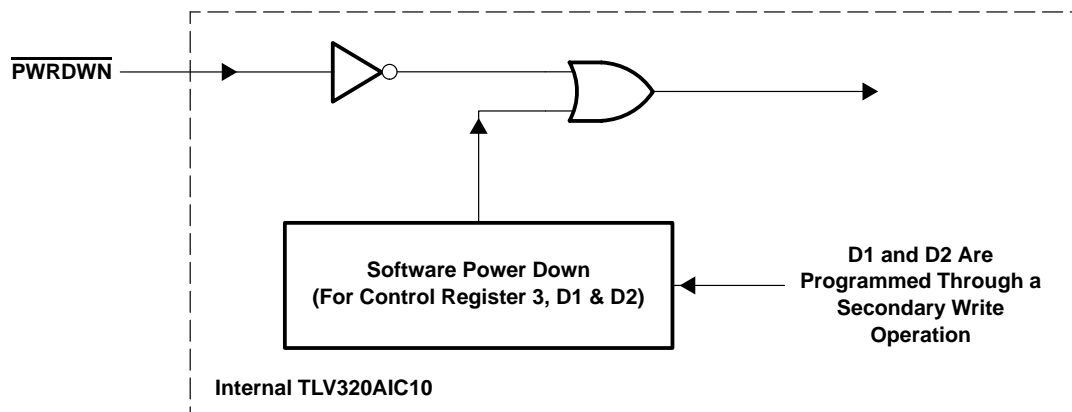 PWRDWN
Software Power Down
(For Control Register 3, D1 & D2)
D1 and D2 Are
Programmed Through a
Secondary Write
Operation
Internal TLV320AIC10